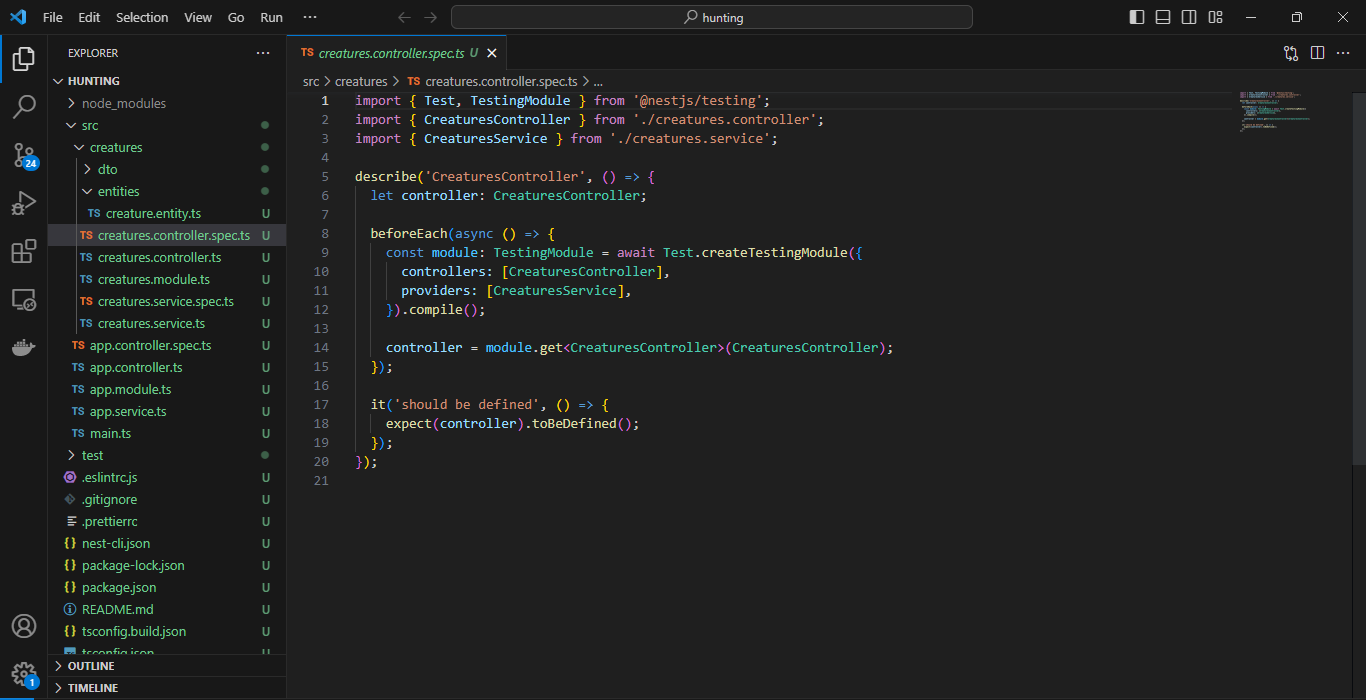 File Edit Selection View Go Run ···
hunting
EXPLORER ···
HUNTING
node_modules
src
creatures
dto
entities
TS creature.entity.ts U
TS creatures.controller.spec.ts U
TS creatures.controller.ts U
TS creatures.module.ts U
TS creatures.service.spec.ts U
TS creatures.service.ts U
TS app.controller.spec.ts U
TS app.controller.ts U
TS app.module.ts U
TS app.service.ts U
TS main.ts U
test
.eslintrc.js U
.gitignore U
.prettierrc U
{} nest-cli.json U
{} package-lock.json U
{} package.json U
README.md U
{} tsconfig.build.json U
tsconfig.json U
OUTLINE
TIMELINE
24
1
TS creatures.controller.spec.ts U
src > creatures > TS creatures.controller.spec.ts > ...
1 import { Test, TestingModule } from '@nestjs/testing';
2 import { CreaturesController } from './creatures.controller';
3 import { CreaturesService } from './creatures.service';
4
5 describe('CreaturesController', () => {
6   let controller: CreaturesController;
7
8   beforeEach(async () => {
9     const module: TestingModule = await Test.createTestingModule({
10       controllers: [CreaturesController],
11       providers: [CreaturesService],
12     }).compile();
13
14     controller = module.get<CreaturesController>(CreaturesController);
15   });
16
17   it('should be defined', () => {
18     expect(controller).toBeDefined();
19   });
20 });
21